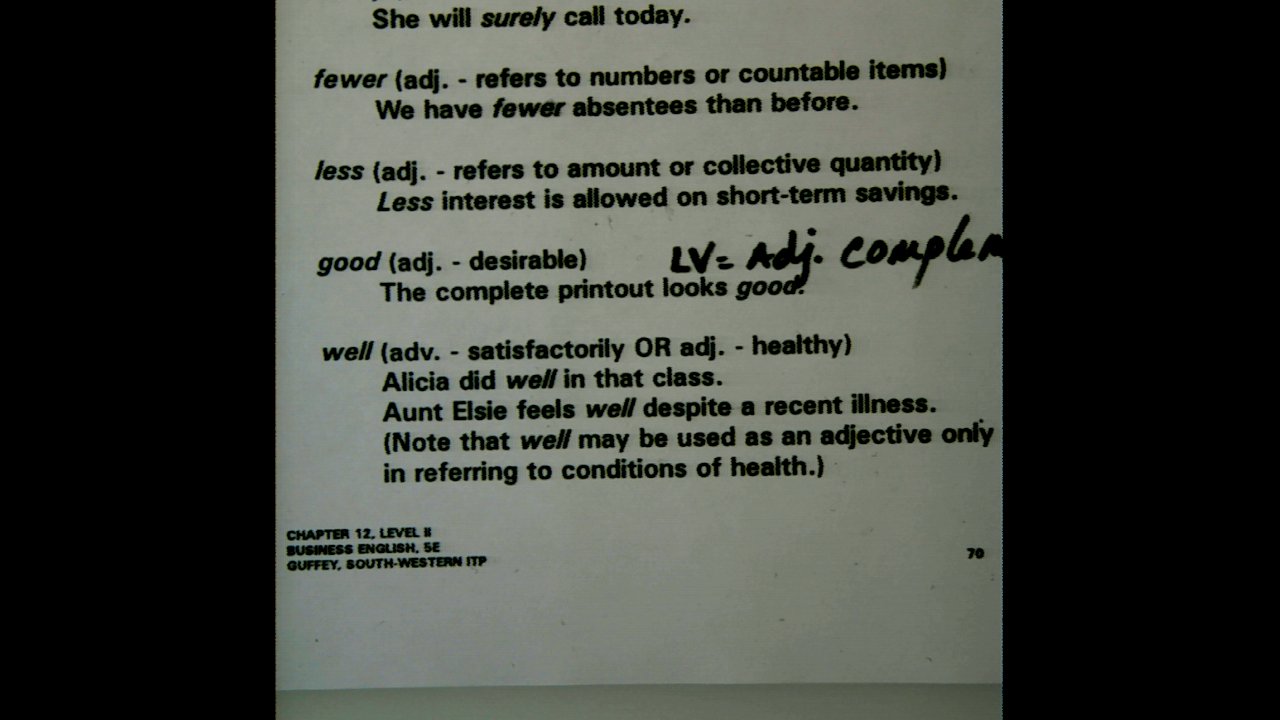 She will surely call today.
fewer (adj. - refers to numbers or countable items)
We have fewer absentees than before.
less (adj. - refers to amount or collective quantity)
Less interest is allowed on short-term savings.
good (adj. - desirable) LV= Adj. complem
The complete printout looks good.
well (adv. - satisfactorily OR adj. - healthy)
Alicia did well in that class.
Aunt Elsie feels well despite a recent illness.
(Note that well may be used as an adjective only
in referring to conditions of health.)
CHAPTER 12, LEVEL II
BUSINESS ENGLISH, 5E
GUFFEY, SOUTH-WESTERN ITP
70